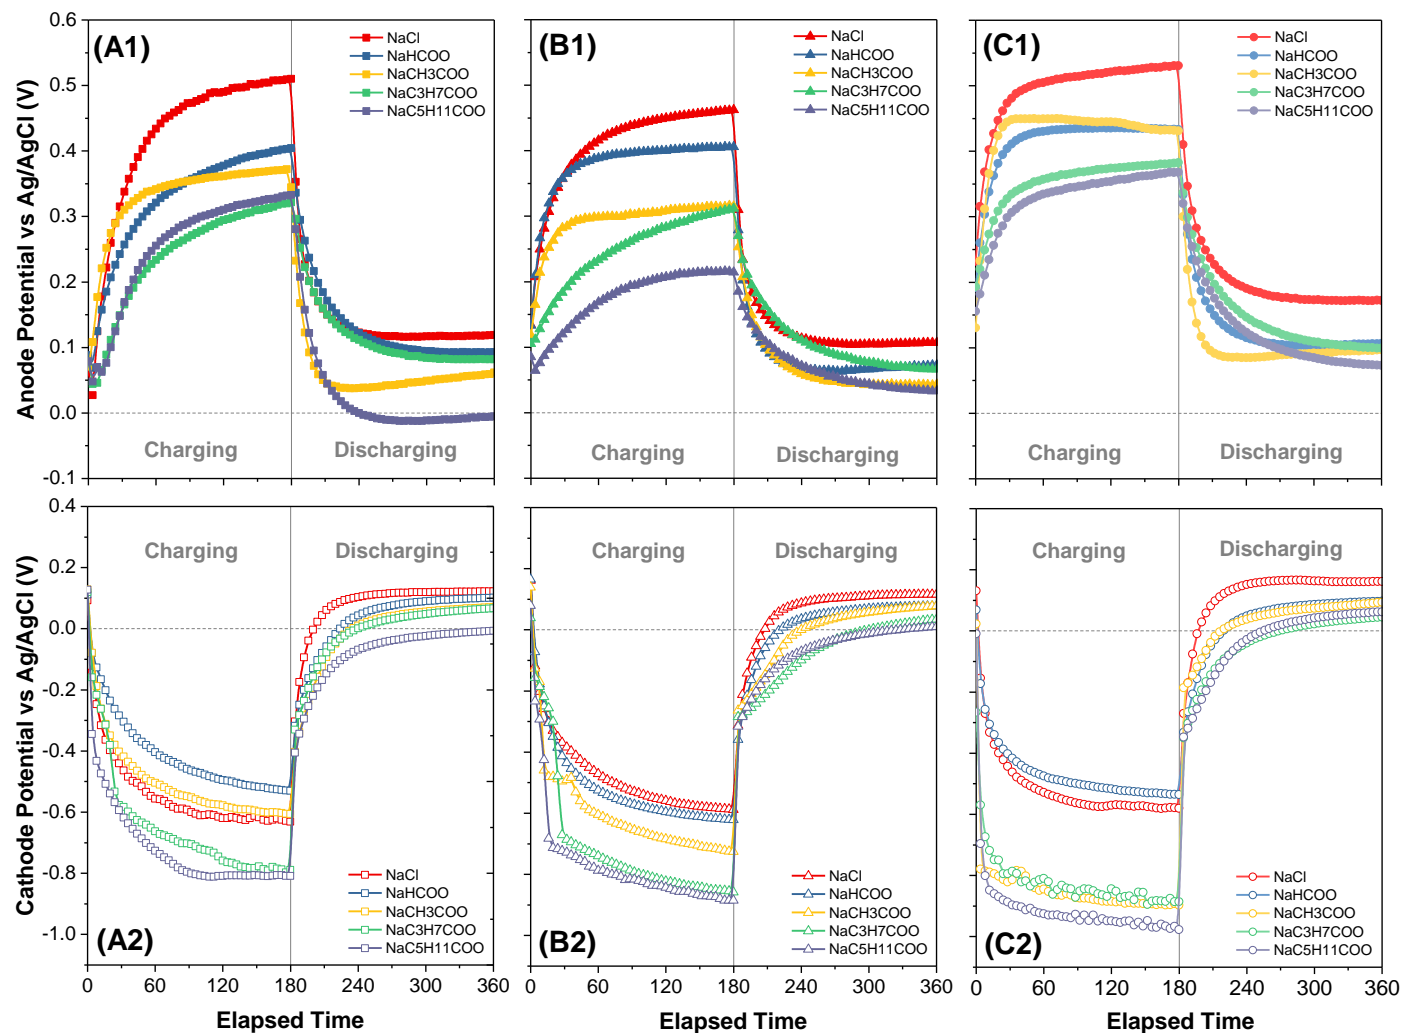 (A1)
NaCl
NaHCOO
NaCH3COO
NaC3H7COO
NaC5H11COO
Charging
Discharging
0.6
0.5
0.4
0.3
0.2
0.1
0.0
-0.1
Anode Potential vs Ag/AgCl (V)
(B1)
NaCl
NaHCOO
NaCH3COO
NaC3H7COO
NaC5H11COO
Charging
Discharging
(C1)
NaCl
NaHCOO
NaCH3COO
NaC3H7COO
NaC5H11COO
Charging
Discharging
0.4
0.2
0.0
-0.2
-0.4
-0.6
-0.8
-1.0
Cathode Potential vs Ag/AgCl (V)
Charging
Discharging
NaCl
NaHCOO
NaCH3COO
NaC3H7COO
NaC5H11COO
(A2)
0 60 120 180 240 300 360
Elapsed Time
Charging
Discharging
NaCl
NaHCOO
NaCH3COO
NaC3H7COO
NaC5H11COO
(B2)
0 60 120 180 240 300 360
Elapsed Time
Charging
Discharging
NaCl
NaHCOO
NaCH3COO
NaC3H7COO
NaC5H11COO
(C2)
0 60 120 180 240 300 360
Elapsed Time